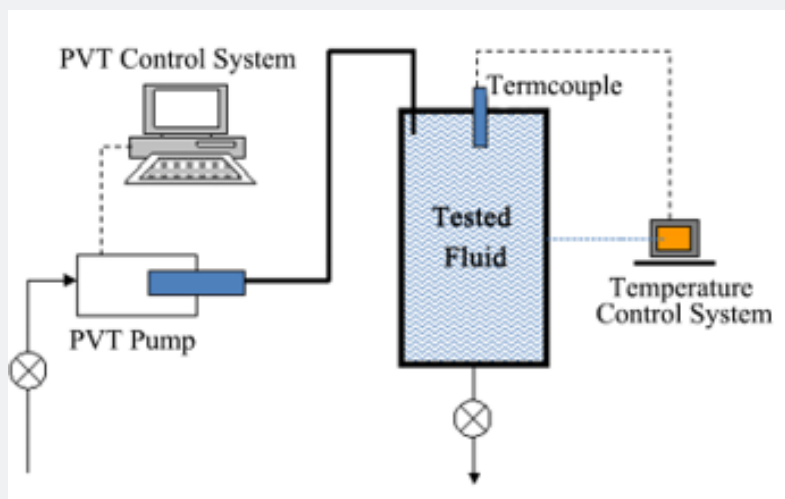 PVT Control System
Termcouple
Tested
Fluid
Temperature
Control System
PVT Pump